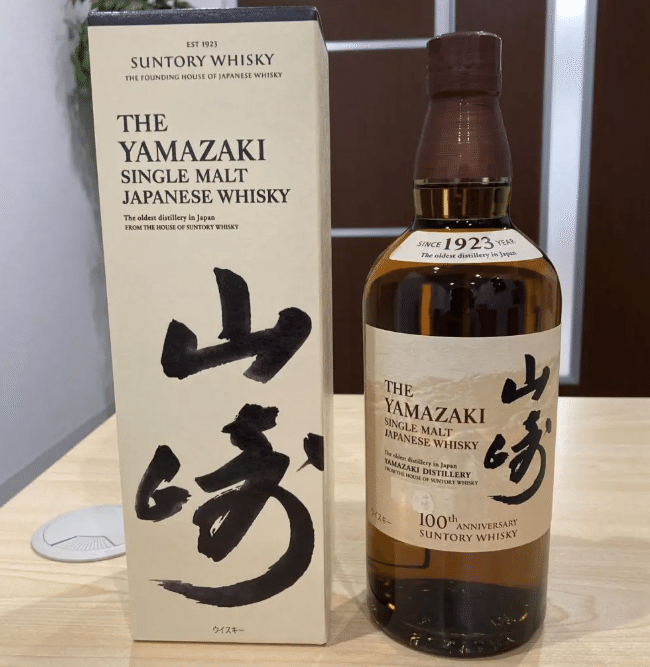 EST 1923
SUNTORY WHISKY
THE FOUNDING HOUSE OF JAPANESE WHISKY
THE
YAMAZAKI
SINGLE MALT
JAPANESE WHISKY
The oldest distillery in Japan
FROM THE HOUSE OF SUNTORY WHISKY
山
崎
ウイスキー
SINCE 1923 YEAR
The oldest distillery in Japan
THE
YAMAZAKI
SINGLE MALT
JAPANESE WHISKY
The oldest distillery in Japan
YAMAZAKI DISTILLERY
FROM THE HOUSE OF SUNTORY WHISKY
山
崎
ウイスキー
100th ANNIVERSARY
SUNTORY WHISKY